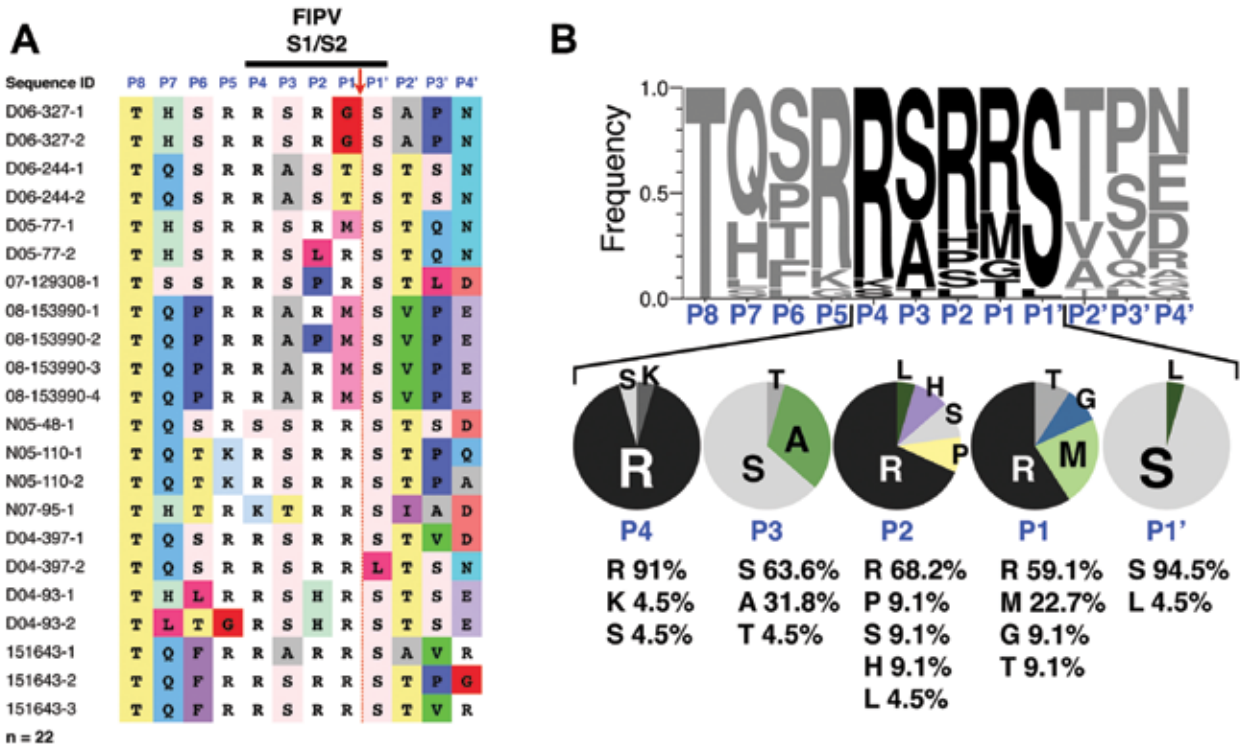 A
FIPV
S1/S2
Sequence ID P8 P7 P6 P5 P4 P3 P2 P1 P1' P2' P3' P4'
D06-327-1 T H S R R S R G S A P N
D06-327-2 T H S R R S R G S A P N
D06-244-1 T Q S R R A S T S T S N
D06-244-2 T Q S R R A S T S T S N
D05-77-1 T H S R R S R M S T Q N
D05-77-2 T H S R R S L R S T Q N
07-129308-1 T S S R R S P R S T L D
08-153990-1 T Q P R R A R M S V P E
08-153990-2 T Q P R R A P M S V P E
08-153990-3 T Q P R R A R M S V P E
08-153990-4 T Q P R R A R M S V P E
N05-48-1 T Q S R S S R R S T S D
N05-110-1 T Q T K R S R R S T P Q
N05-110-2 T Q T K R S R R S T P A
N07-95-1 T H T R K T R R S I A D
D04-397-1 T Q S R R S R R S T V D
D04-397-2 T Q S R R S R R L T S N
D04-93-1 T H L R R S H R S T S E
D04-93-2 T L T G R S H R S T S E
151643-1 T Q F R R A R R S A V R
151643-2 T Q F R R S R R S T P G
151643-3 T Q F R R S R R S T V R
n = 22
B
Frequency
1.0
0.5
0.0
T Q S R R S R R S T P N
H P K K A H M L V S E
T S T P G A V D
F S T Q R
P8 P7 P6 P5 P4 P3 P2 P1 P1' P2' P3' P4'
S K R
T A S
L H S P R
T G M R
L S
P4 P3 P2 P1 P1'
R 91% S 63.6% R 68.2% R 59.1% S 94.5%
K 4.5% A 31.8% P 9.1% M 22.7% L 4.5%
S 4.5% T 4.5% S 9.1% G 9.1%
H 9.1% T 9.1%
L 4.5%